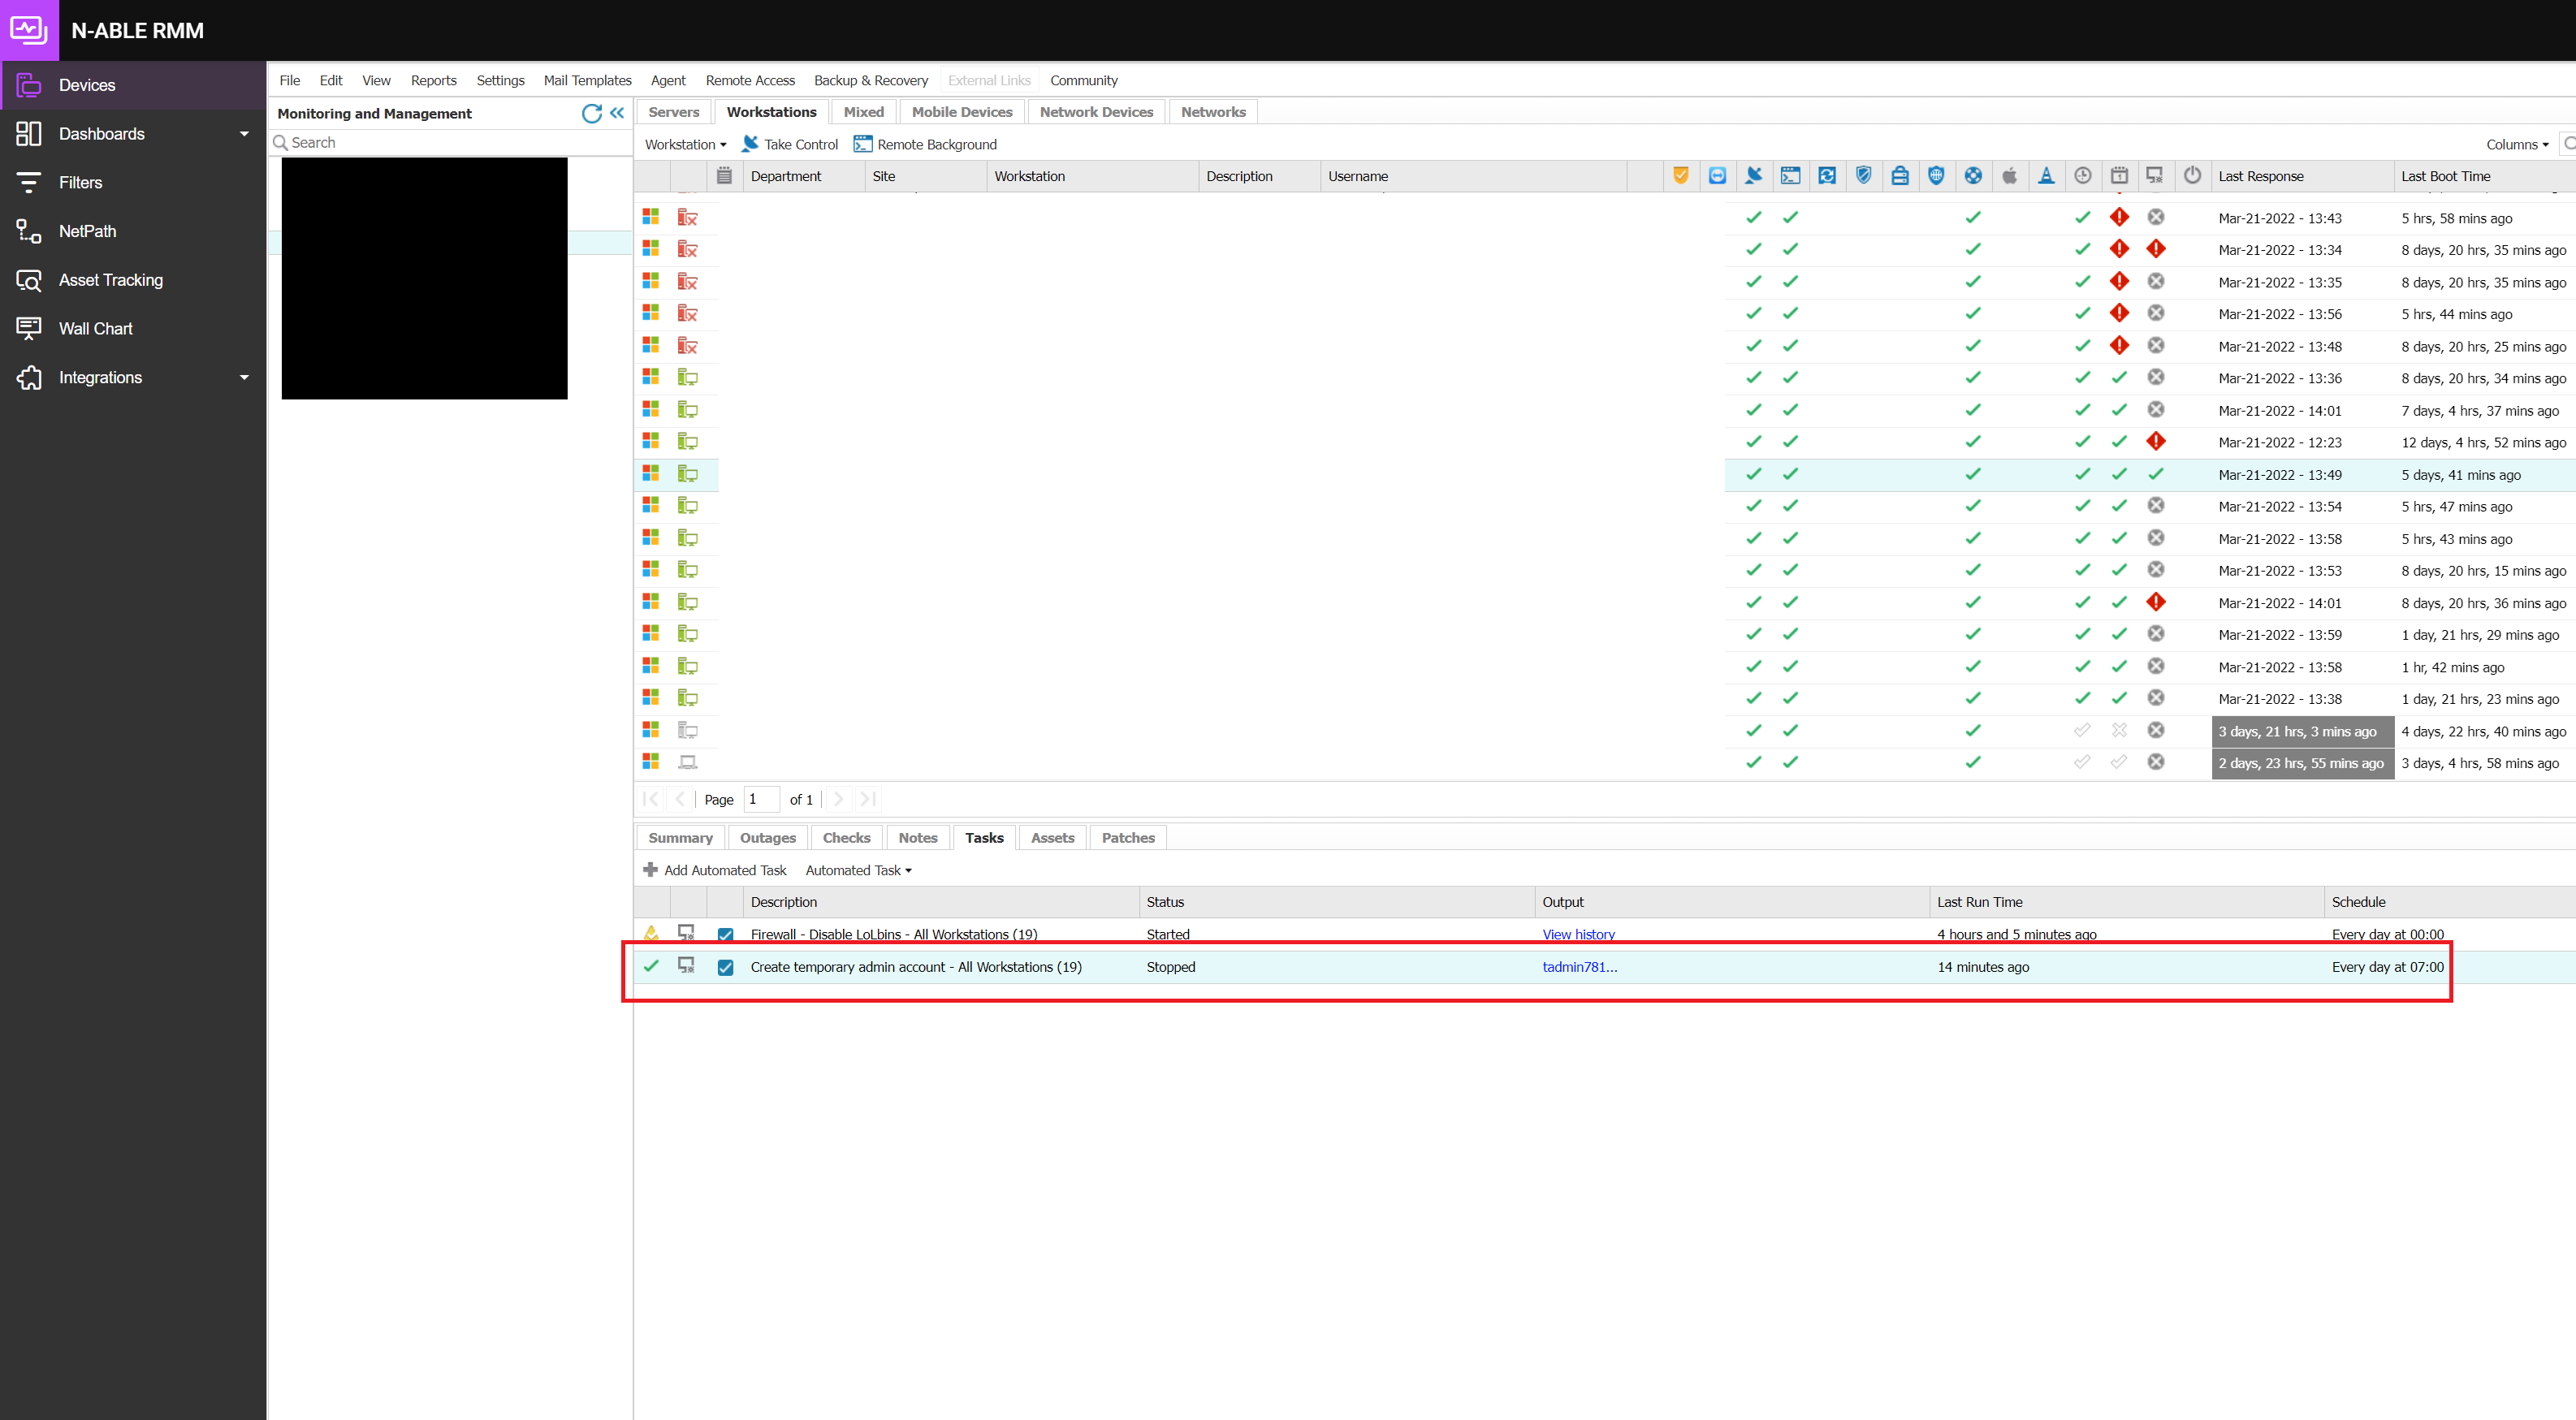 N-ABLE RMM
Devices
Dashboards
Filters
NetPath
Asset Tracking
Wall Chart
Integrations
File Edit View Reports Settings Mail Templates Agent Remote Access Backup & Recovery External Links Community
Monitoring and Management
Search
Servers Workstations Mixed Mobile Devices Network Devices Networks
Workstation Take Control Remote Background Columns
Department Site Workstation Description Username Last Response Last Boot Time
Mar-21-2022 - 13:43 5 hrs, 58 mins ago
Mar-21-2022 - 13:34 8 days, 20 hrs, 35 mins ago
Mar-21-2022 - 13:35 8 days, 20 hrs, 35 mins ago
Mar-21-2022 - 13:56 5 hrs, 44 mins ago
Mar-21-2022 - 13:48 8 days, 20 hrs, 25 mins ago
Mar-21-2022 - 13:36 8 days, 20 hrs, 34 mins ago
Mar-21-2022 - 14:01 7 days, 4 hrs, 37 mins ago
Mar-21-2022 - 12:23 12 days, 4 hrs, 52 mins ago
Mar-21-2022 - 13:49 5 days, 41 mins ago
Mar-21-2022 - 13:54 5 hrs, 47 mins ago
Mar-21-2022 - 13:58 5 hrs, 43 mins ago
Mar-21-2022 - 13:53 8 days, 20 hrs, 15 mins ago
Mar-21-2022 - 14:01 8 days, 20 hrs, 36 mins ago
Mar-21-2022 - 13:59 1 day, 21 hrs, 29 mins ago
Mar-21-2022 - 13:58 1 hr, 42 mins ago
Mar-21-2022 - 13:38 1 day, 21 hrs, 23 mins ago
3 days, 21 hrs, 3 mins ago 4 days, 22 hrs, 40 mins ago
2 days, 23 hrs, 55 mins ago 3 days, 4 hrs, 58 mins ago
Page 1 of 1
Summary Outages Checks Notes Tasks Assets Patches
Add Automated Task Automated Task
Description Status Output Last Run Time Schedule
Firewall - Disable LoLbins - All Workstations (19) Started View history 4 hours and 5 minutes ago Every day at 00:00
Create temporary admin account - All Workstations (19) Stopped tadmin781... 14 minutes ago Every day at 07:00